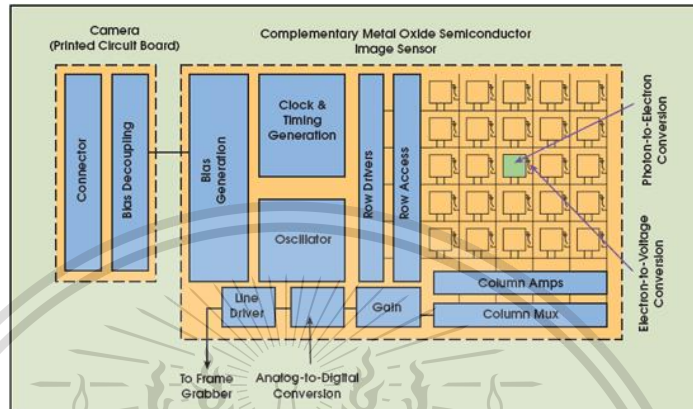 Camera
(Printed Circuit Board)
Complementary Metal Oxide Semiconductor
Image Sensor
Connector
Bias Decoupling
Bias
Generation
Clock &
Timing Generation
Oscillator
Row Drivers
Row Access
Photon-to-Electron
Conversion
Electron-to-Voltage
Conversion
Column Amps
Column Mux
Line
Driver
Gain
To Frame
Grabber
Analog-to-Digital
Conversion